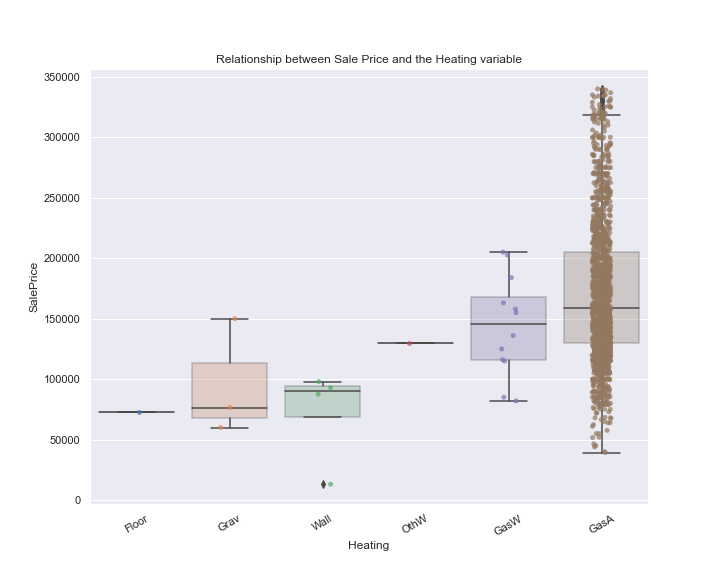 Relationship between Sale Price and the Heating variable
350000
300000
250000
200000
150000
100000
50000
0
SalePrice
Floor
Grav
Wall
OthW
GasW
GasA
Heating